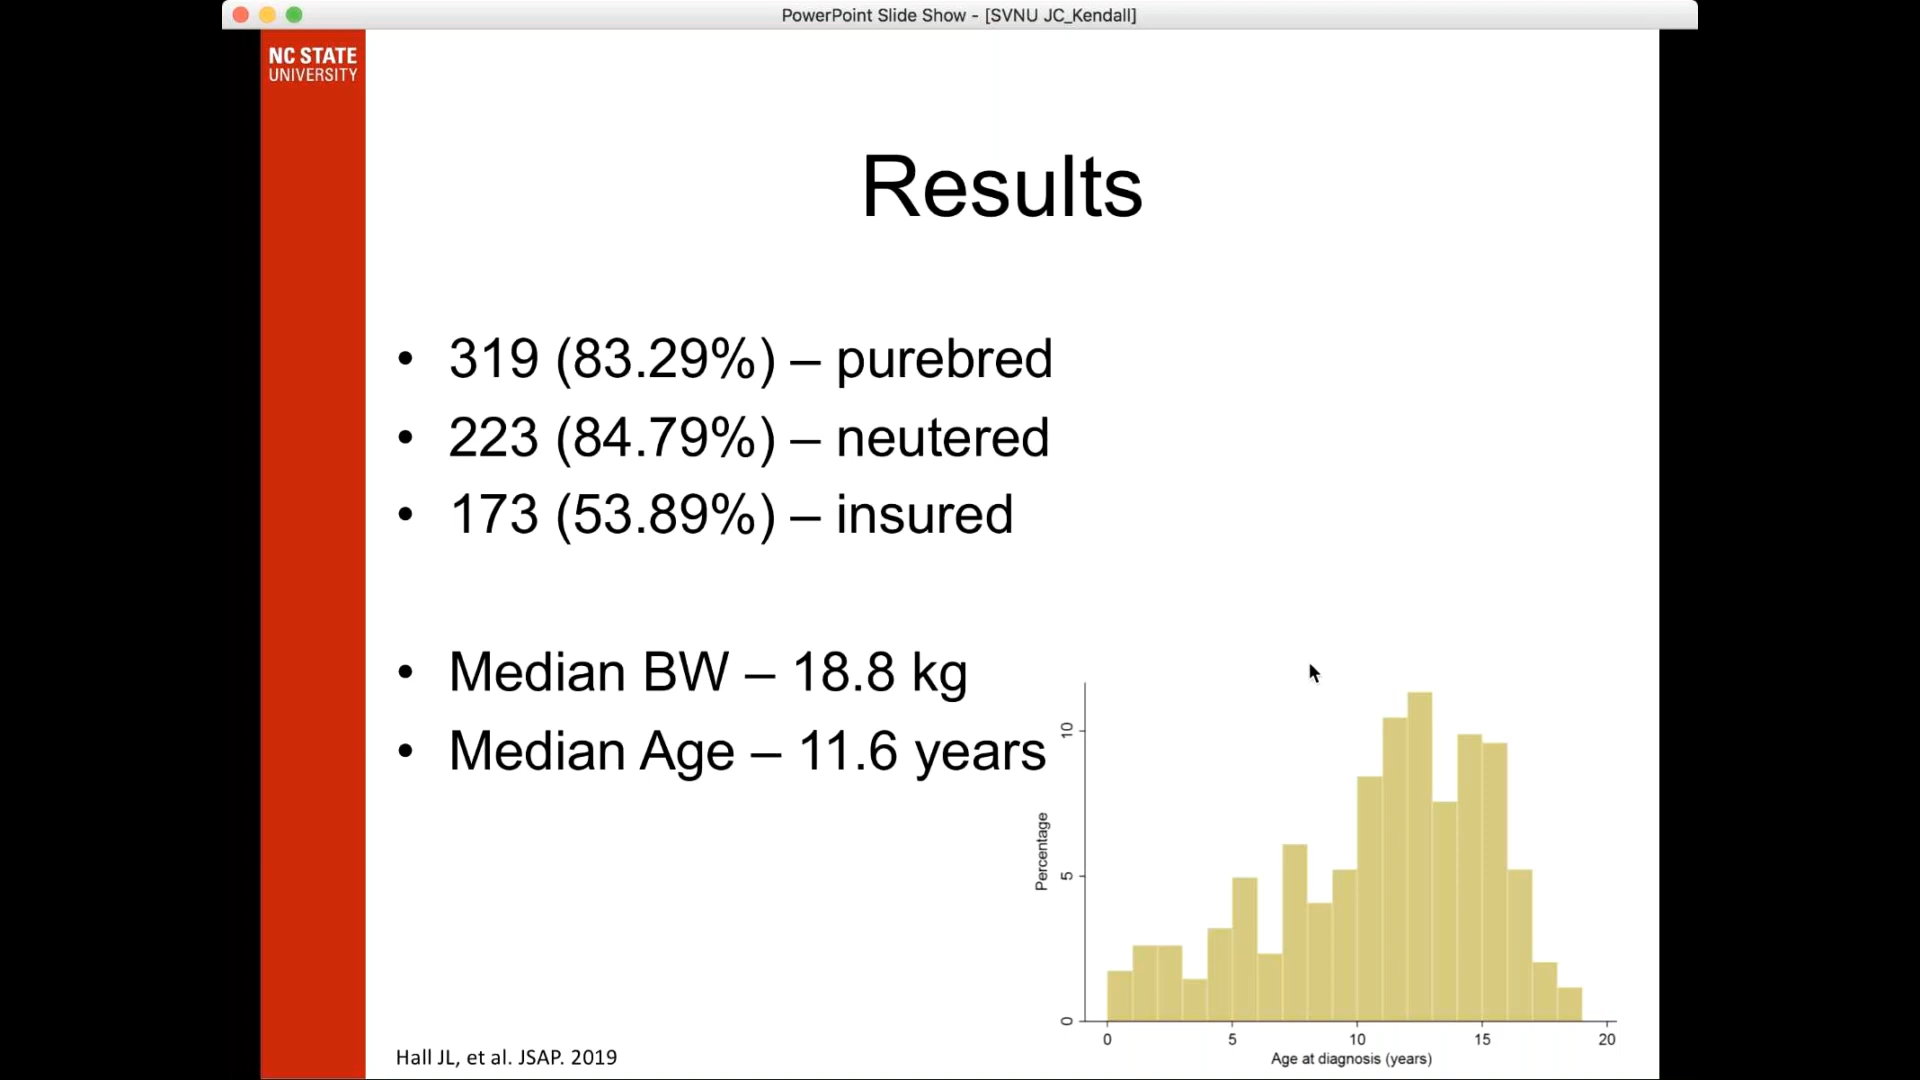 PowerPoint Slide Show - [SVNU JC_Kendall]
NC STATE
UNIVERSITY
Results
• 319 (83.29%) – purebred
• 223 (84.79%) – neutered
• 173 (53.89%) – insured
• Median BW – 18.8 kg
• Median Age – 11.6 years
Percentage
10
5
0
0 5 10 15 20
Age at diagnosis (years)
Hall JL, et al. JSAP. 2019